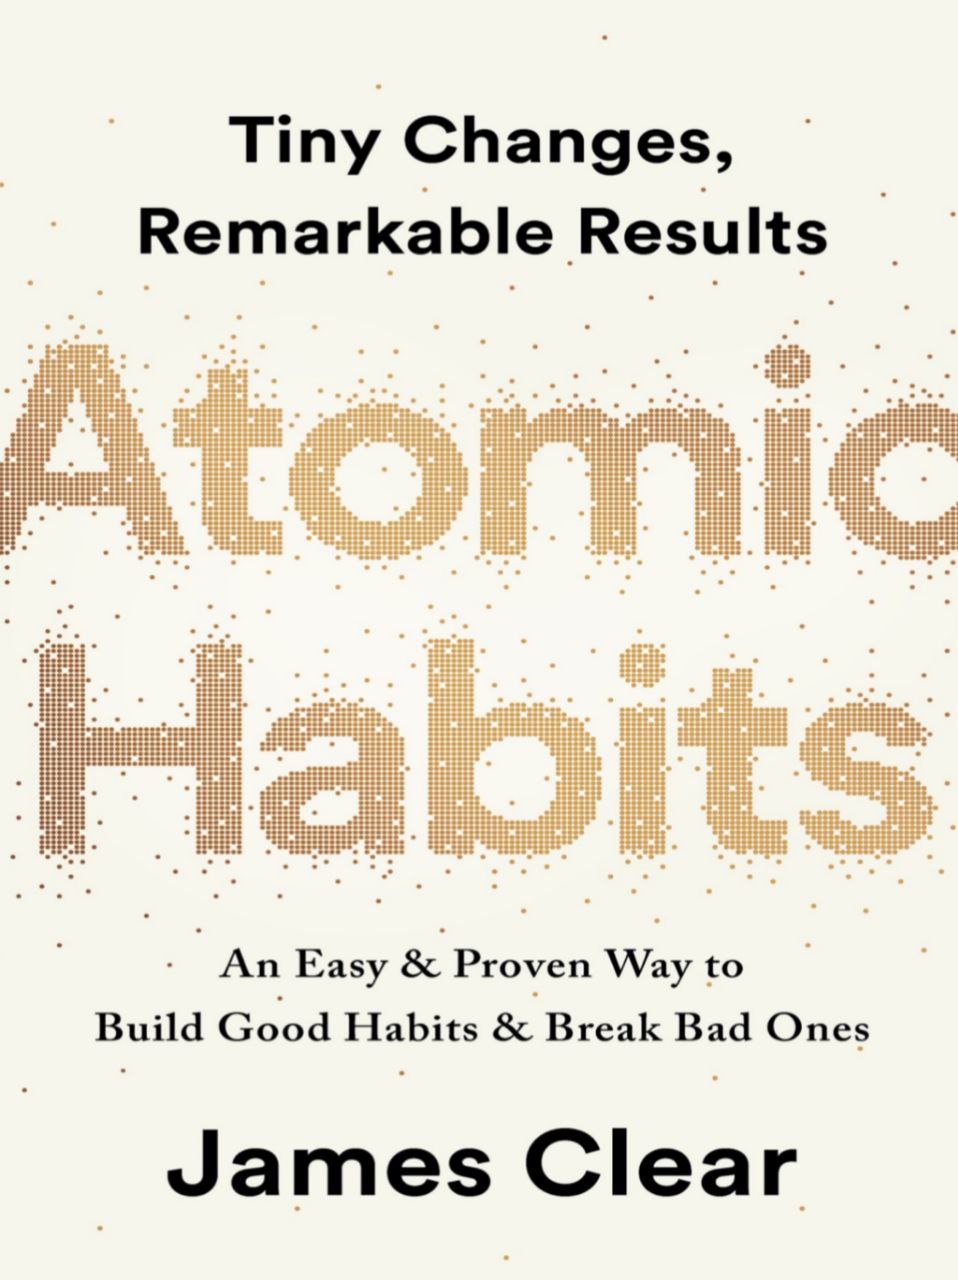 Tiny Changes,
Remarkable Results
Atomic
Habits
An Easy & Proven Way to
Build Good Habits & Break Bad Ones
James Clear